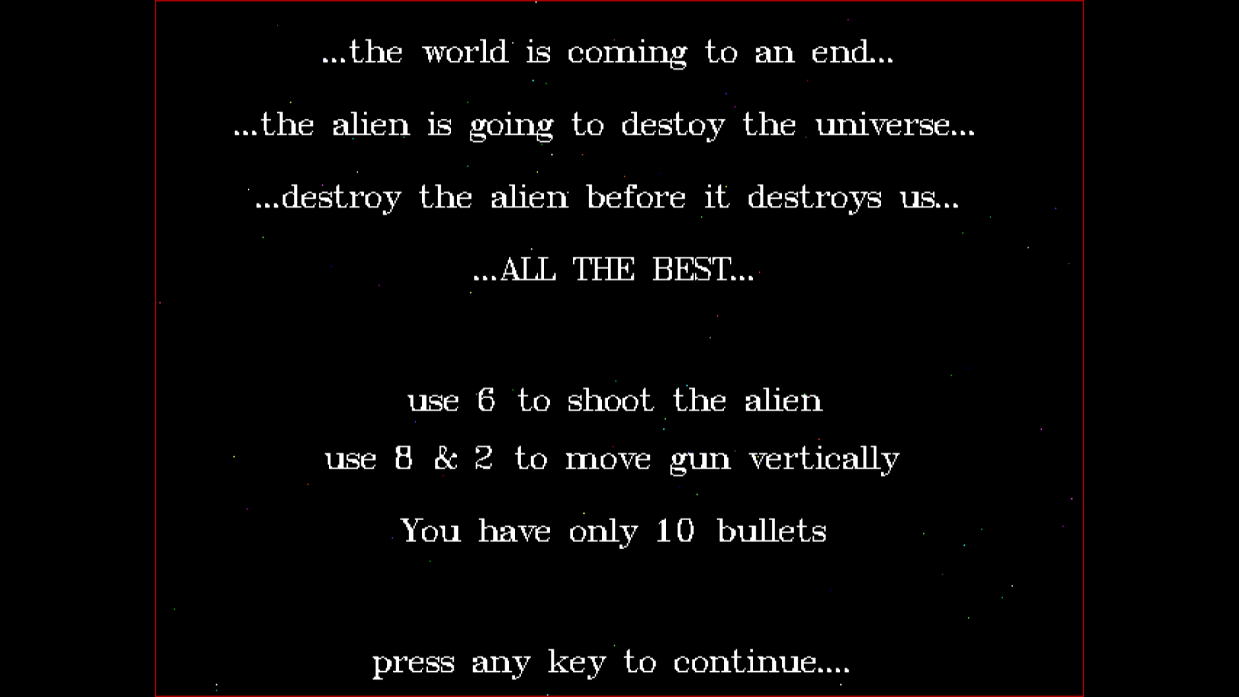 ...the world is coming to an end...
...the alien is going to destoy the universe...
...destroy the alien before it destroys us...
...ALL THE BEST...
use 6 to shoot the alien
use 8 & 2 to move gun vertically
You have only 10 bullets
press any key to continue....